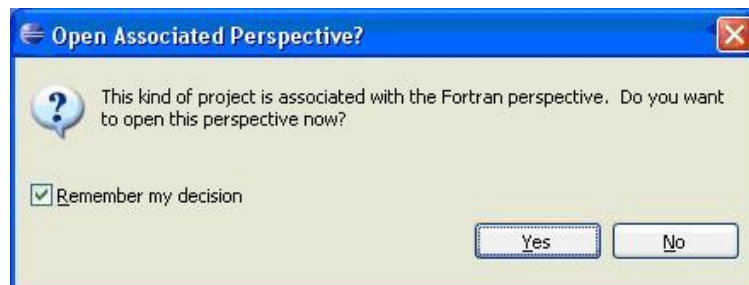 Open Associated Perspective?
This kind of project is associated with the Fortran perspective. Do you want
to open this perspective now?
Remember my decision
Yes No